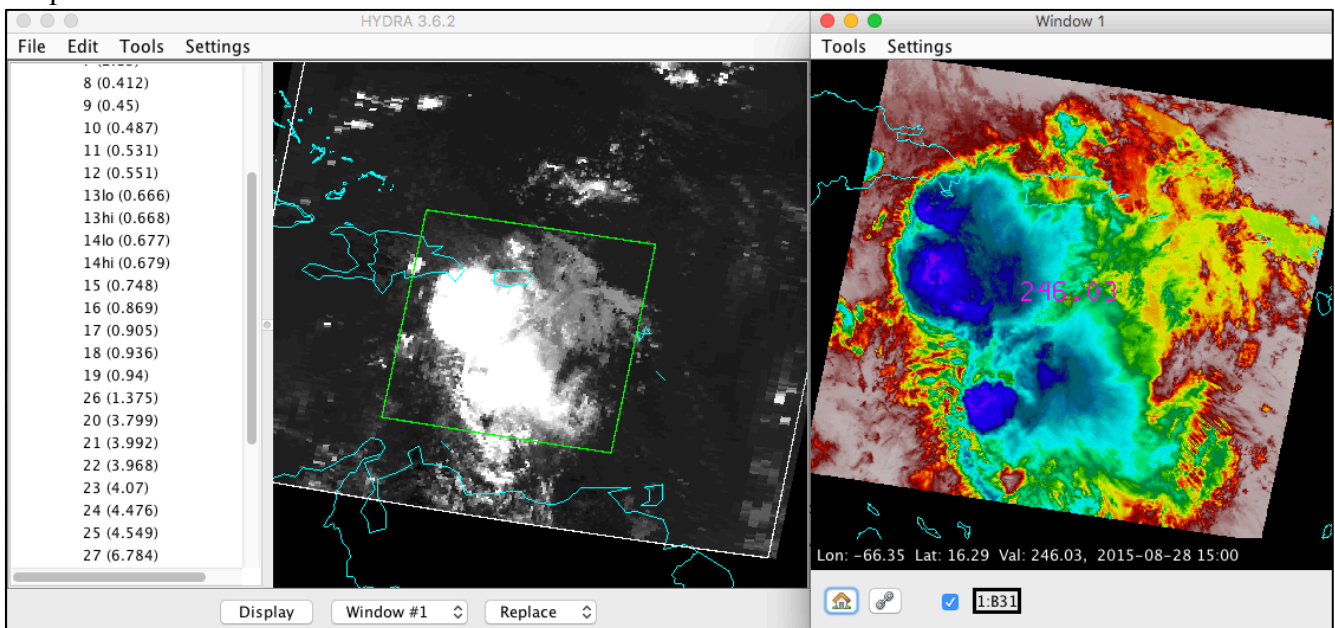 HYDRA 3.6.2
File Edit Tools Settings
8 (0.412)
9 (0.45)
10 (0.487)
11 (0.531)
12 (0.551)
13lo (0.666)
13hi (0.668)
14lo (0.677)
14hi (0.679)
15 (0.748)
16 (0.869)
17 (0.905)
18 (0.936)
19 (0.94)
26 (1.375)
20 (3.799)
21 (3.992)
22 (3.968)
23 (4.07)
24 (4.476)
25 (4.549)
27 (6.784)
Display Window #1 Replace
Window 1
Tools Settings
246.03
Lon: -66.35 Lat: 16.29 Val: 246.03, 2015-08-28 15:00
1:B31